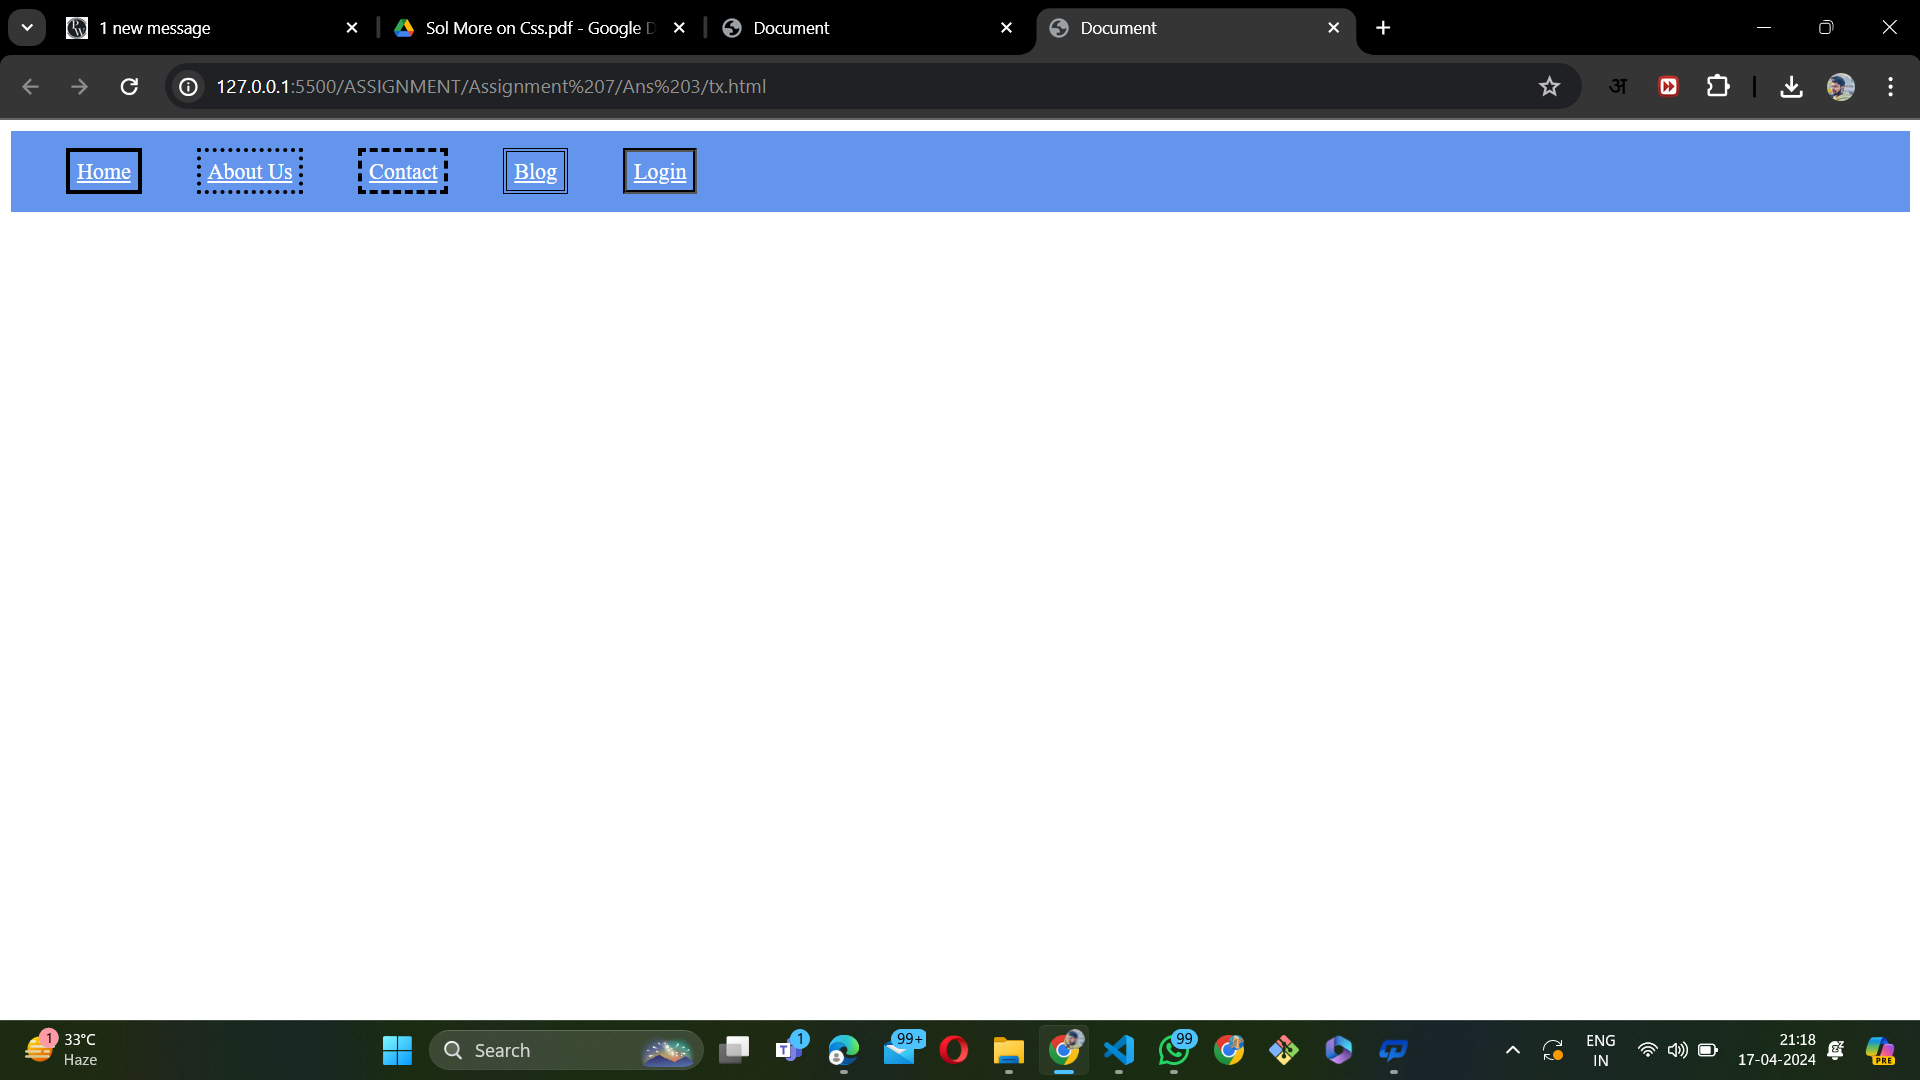 1 new message
Sol More on Css.pdf - Google D
Document
Document
127.0.0.1:5500/ASSIGNMENT/Assignment%207/Ans%203/tx.html
अ
Home About Us Contact Blog Login
1
33°C
Haze
Search
1
99+
99
ENG
IN
21:18
17-04-2024
PRE